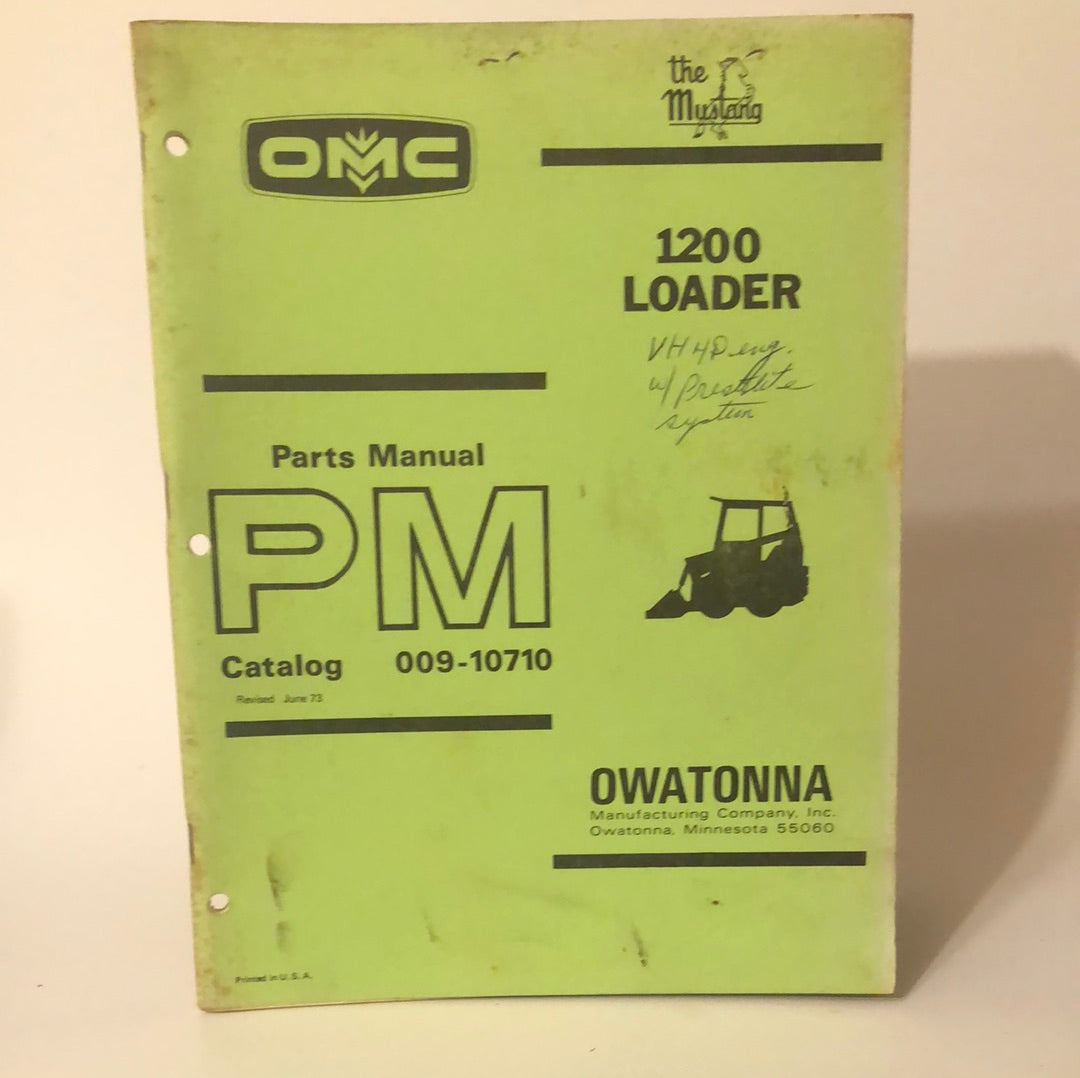 the
Mustang
OMC
1200
LOADER
VH4D eng.
w/ Prestolite
system
Parts Manual
PM
Catalog 009-10710
Revised June 73
OWATONNA
Manufacturing Company, Inc.
Owatonna, Minnesota 55060
Printed in U.S.A.